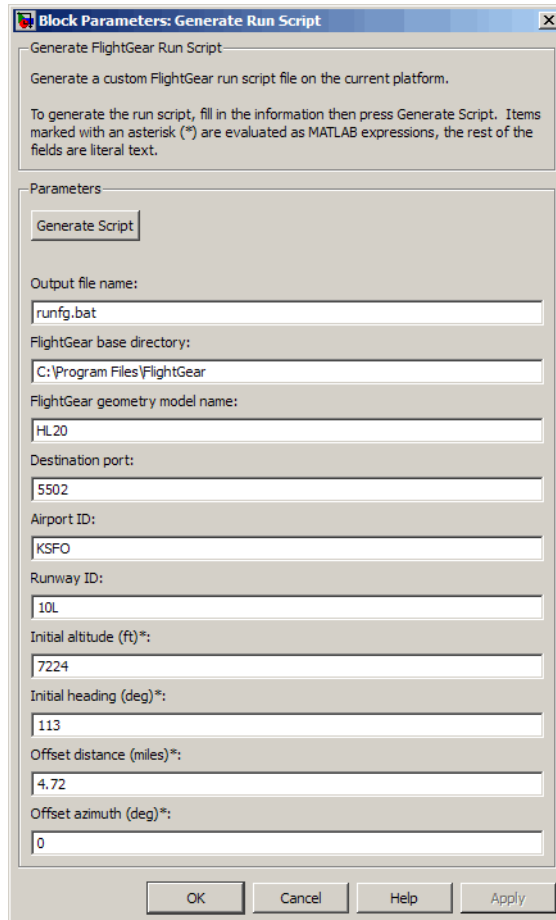 Block Parameters: Generate Run Script
Generate FlightGear Run Script
Generate a custom FlightGear run script file on the current platform.
To generate the run script, fill in the information then press Generate Script. Items
marked with an asterisk (*) are evaluated as MATLAB expressions, the rest of the
fields are literal text.
Parameters
Generate Script
Output file name:
runfg.bat
FlightGear base directory:
C:\Program Files\FlightGear
FlightGear geometry model name:
HL20
Destination port:
5502
Airport ID:
KSFO
Runway ID:
10L
Initial altitude (ft)*:
7224
Initial heading (deg)*:
113
Offset distance (miles)*:
4.72
Offset azimuth (deg)*:
0
OK Cancel Help Apply